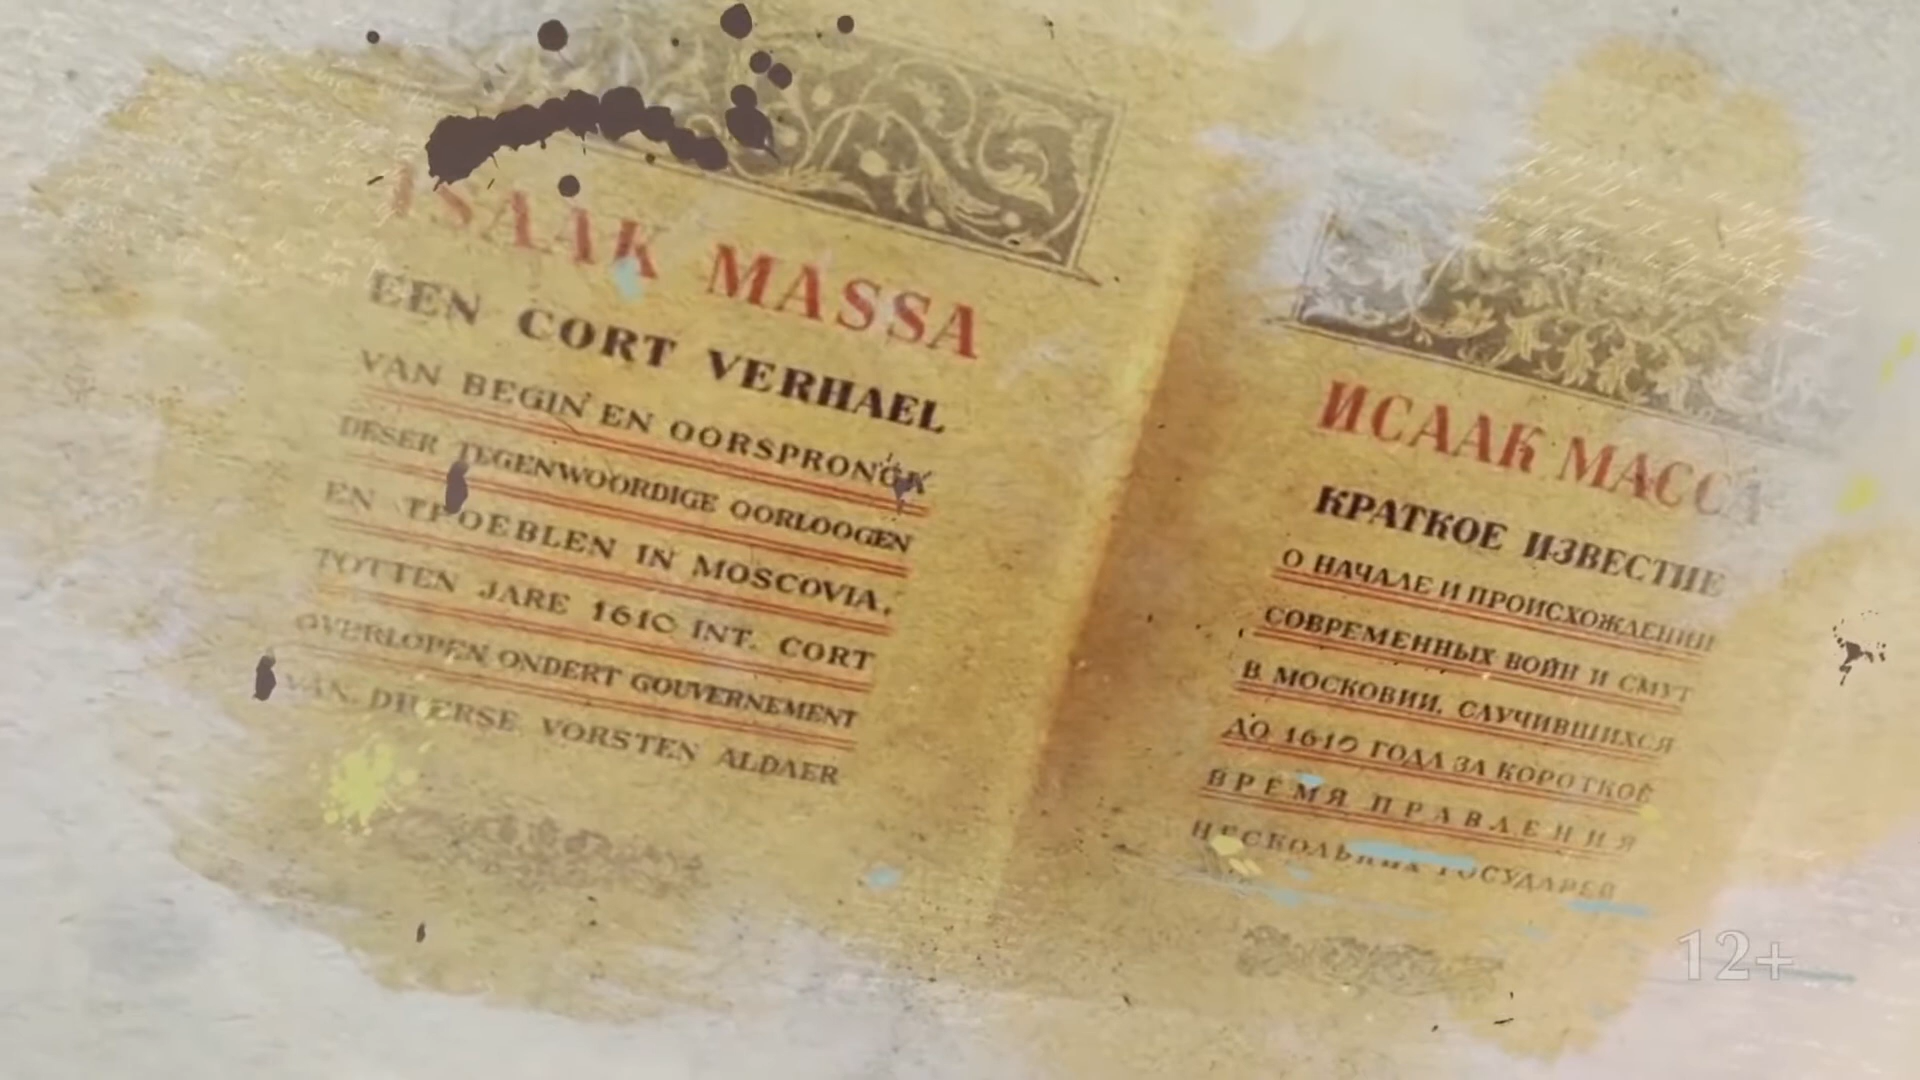 ISAAK MASSA
EEN CORT VERHAEL
VAN BEGIN EN OORSPRONGK
DESER TEGENWOORDIGE OORLOOGEN
EN TROEBLEN IN MOSCOVIA,
TOTTEN JARE 1610 INT. CORT
OVERLOPEN ONDERT GOUVERNEMENT
VAN. DIVERSE VORSTEN ALDAER
ИСААК МАССА
КРАТКОЕ ИЗВЕСТИЕ
О НАЧАЛЕ И ПРОИСХОЖДЕНИИ
СОВРЕМЕННЫХ ВОЙН И СМУТ
В МОСКОВИИ, СЛУЧИВШИХСЯ
ДО 1610 ГОДА ЗА КОРОТКОЕ
ВРЕМЯ ПРАВЛЕНИЯ
НЕСКОЛЬКИХ ГОСУДАРЕЙ
12+